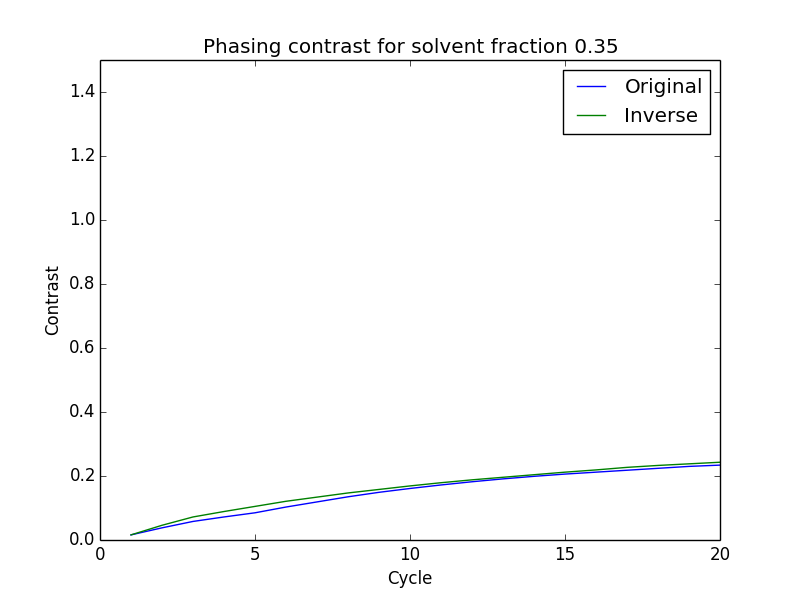 Phasing contrast for solvent fraction 0.35
Original
Inverse
1.4
1.2
1.0
0.8
0.6
0.4
0.2
0.0
Contrast
0 5 10 15 20
Cycle